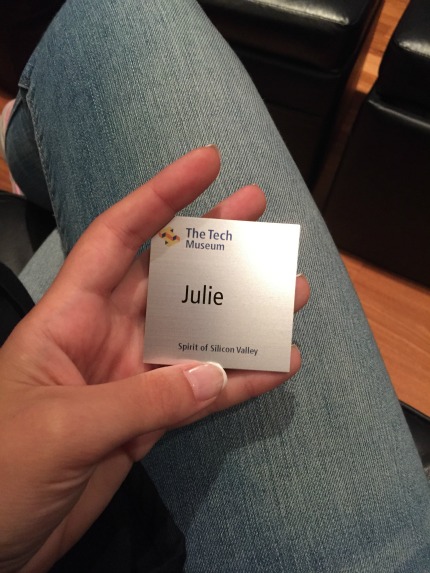 The Tech
Museum
Julie
Spirit of Silicon Valley